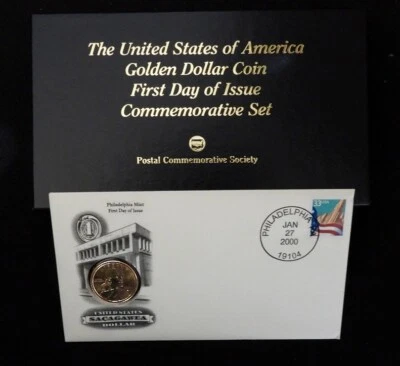 The United States of America
Golden Dollar Coin
First Day of Issue
Commemorative Set
Postal Commemorative Society
Philadelphia Mint
First Day of Issue
PHILADELPHIA
JAN
27
2000
19104
33
UNITED STATES
SACAGAWEA
DOLLAR